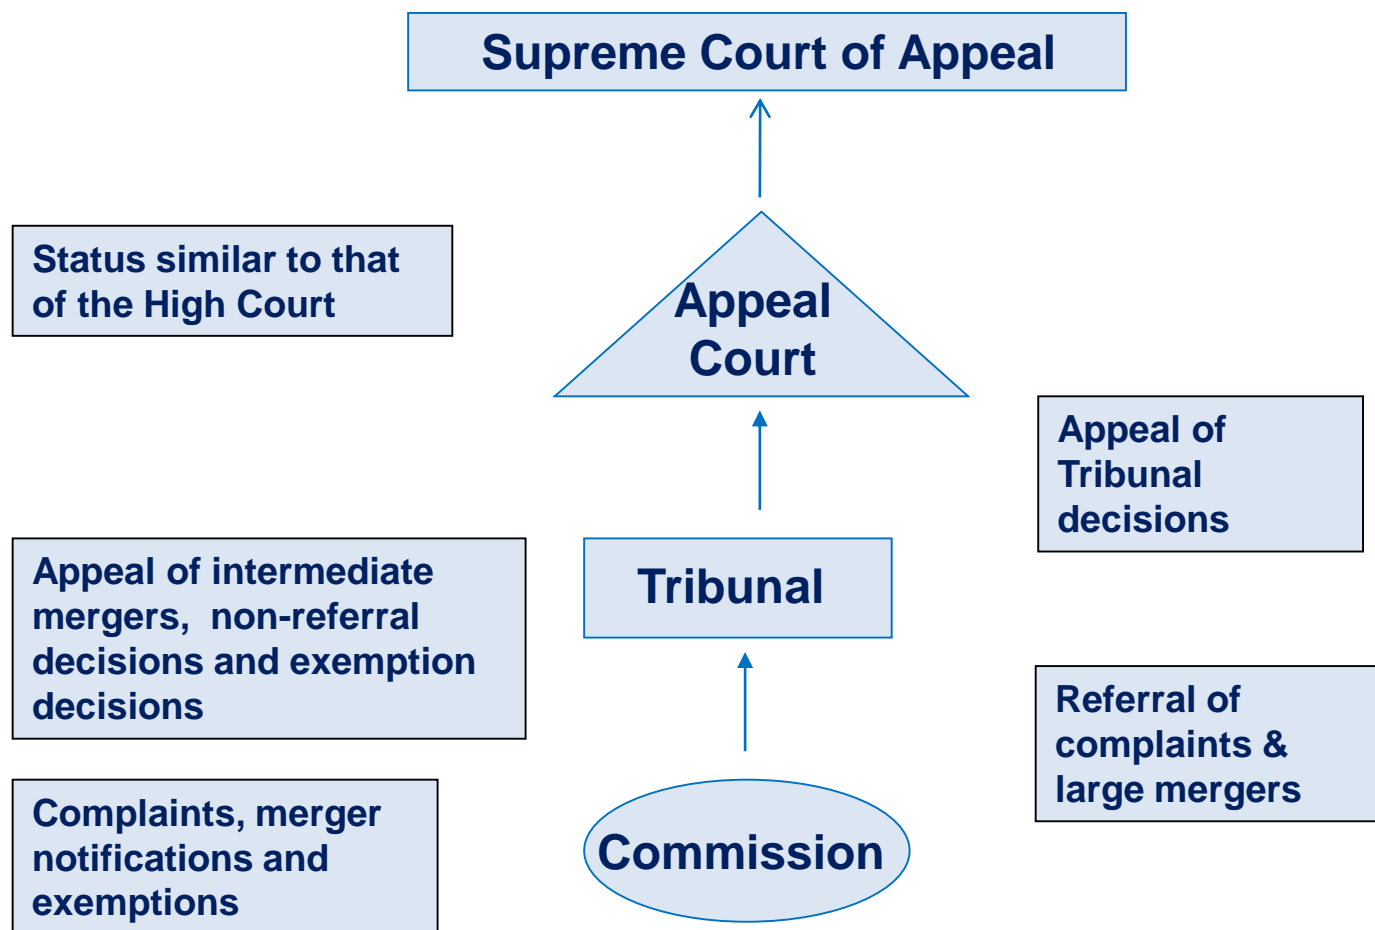 Supreme Court of Appeal
Status similar to that
of the High Court
Appeal
Court
Appeal of
Tribunal
decisions
Appeal of intermediate
mergers,  non-referral
decisions and exemption
decisions
Tribunal
Referral of
complaints &
large mergers
Complaints, merger
notifications and
exemptions
Commission